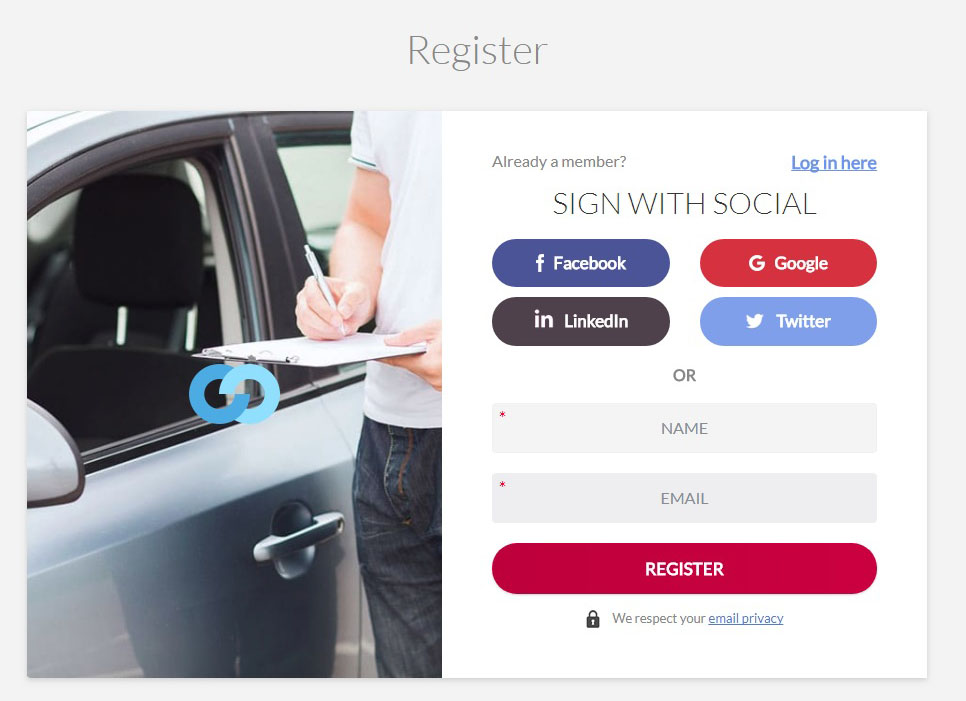 Register
Already a member? Log in here
SIGN WITH SOCIAL
Facebook Google
LinkedIn Twitter
OR
* NAME
* EMAIL
REGISTER
We respect your email privacy